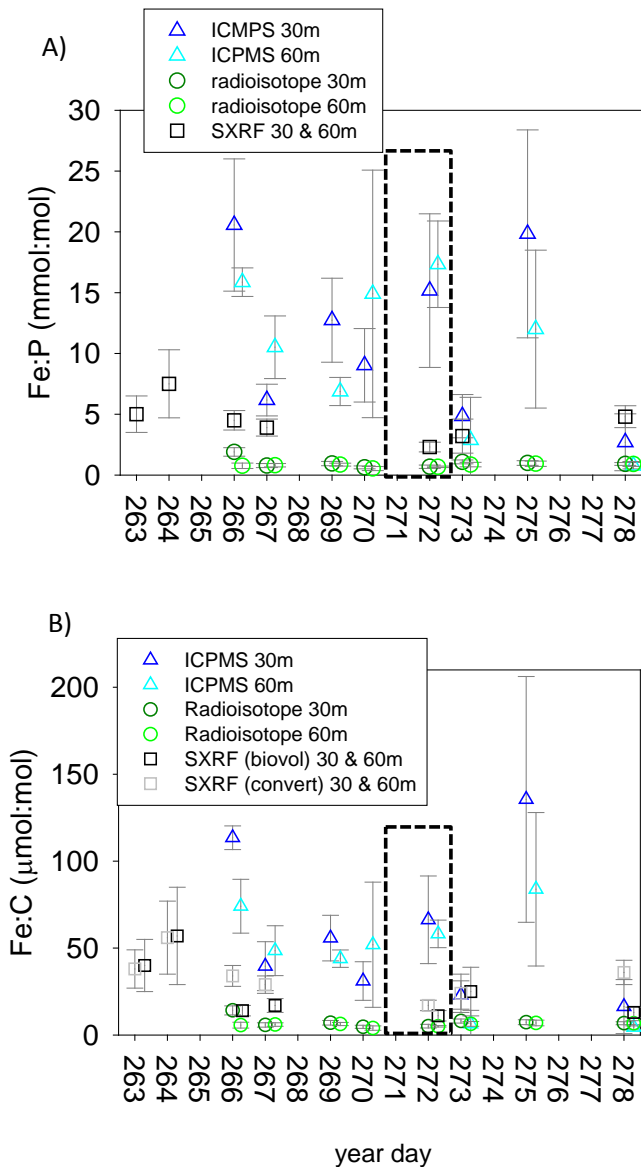 A)
ICMPS 30m
ICPMS 60m
radioisotope 30m
radioisotope 60m
SXRF 30 & 60m
Fe:P (mmol:mol)
30
25
20
15
10
5
0
263
264
265
266
267
268
269
270
271
272
273
274
275
276
277
278
B)
ICPMS 30m
ICPMS 60m
Radioisotope 30m
Radioisotope 60m
SXRF (biovol) 30 & 60m
SXRF (convert) 30 & 60m
Fe:C (μmol:mol)
200
150
100
50
0
263
264
265
266
267
268
269
270
271
272
273
274
275
276
277
278
year day